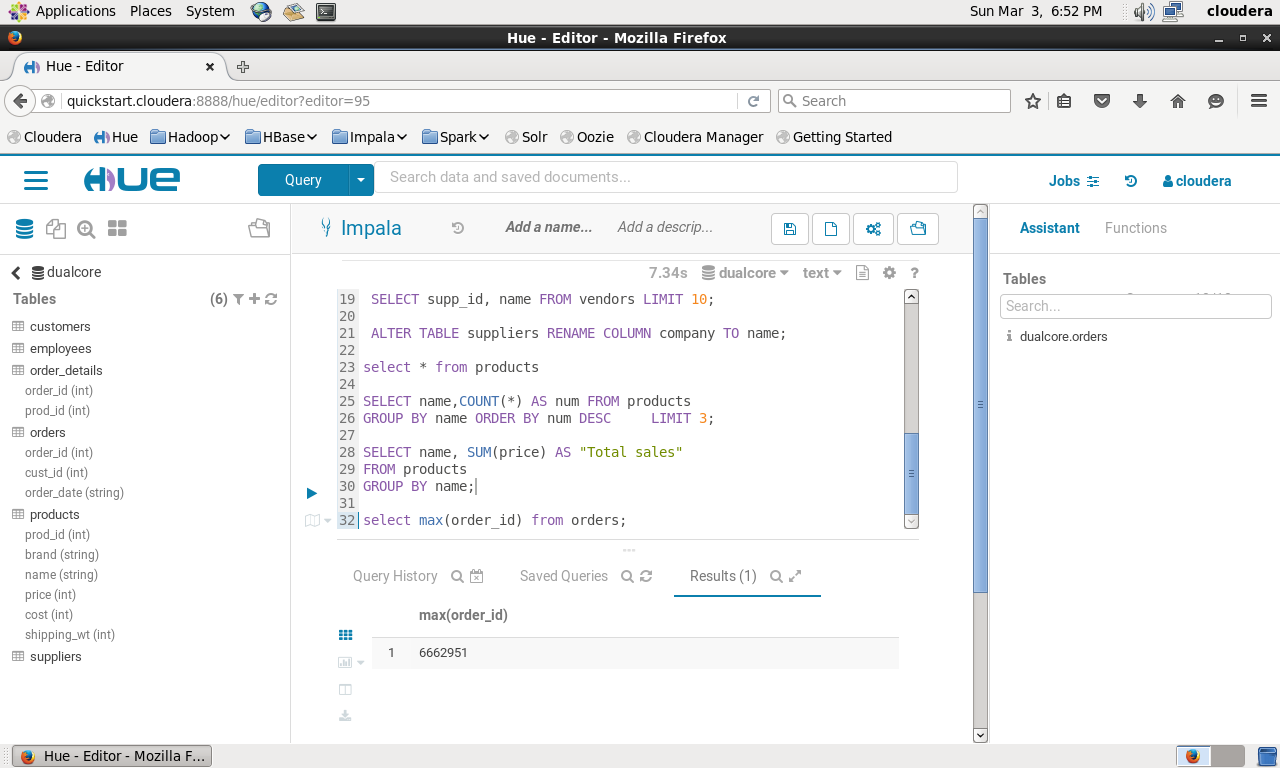 Applications Places System Sun Mar 3, 6:52 PM cloudera
Hue - Editor - Mozilla Firefox
Hue - Editor
quickstart.cloudera:8888/hue/editor?editor=95 Search
Cloudera Hue Hadoop HBase Impala Spark Solr Oozie Cloudera Manager Getting Started
HUE Query Search data and saved documents... Jobs cloudera
Impala Add a name... Add a descrip... Assistant Functions
dualcore 7.34s dualcore text ?
Tables (6)
customers
employees
order_details
order_id (int)
prod_id (int)
orders
order_id (int)
cust_id (int)
order_date (string)
products
prod_id (int)
brand (string)
name (string)
price (int)
cost (int)
shipping_wt (int)
suppliers
19 SELECT supp_id, name FROM vendors LIMIT 10;
20
21 ALTER TABLE suppliers RENAME COLUMN company TO name;
22
23 select * from products
24
25 SELECT name,COUNT(*) AS num FROM products
26 GROUP BY name ORDER BY num DESC LIMIT 3;
27
28 SELECT name, SUM(price) AS "Total sales"
29 FROM products
30 GROUP BY name;
31
32 select max(order_id) from orders;
Query History Saved Queries Results (1)
max(order_id)
1 6662951
Tables
Search...
dualcore.orders
Hue - Editor - Mozilla F...